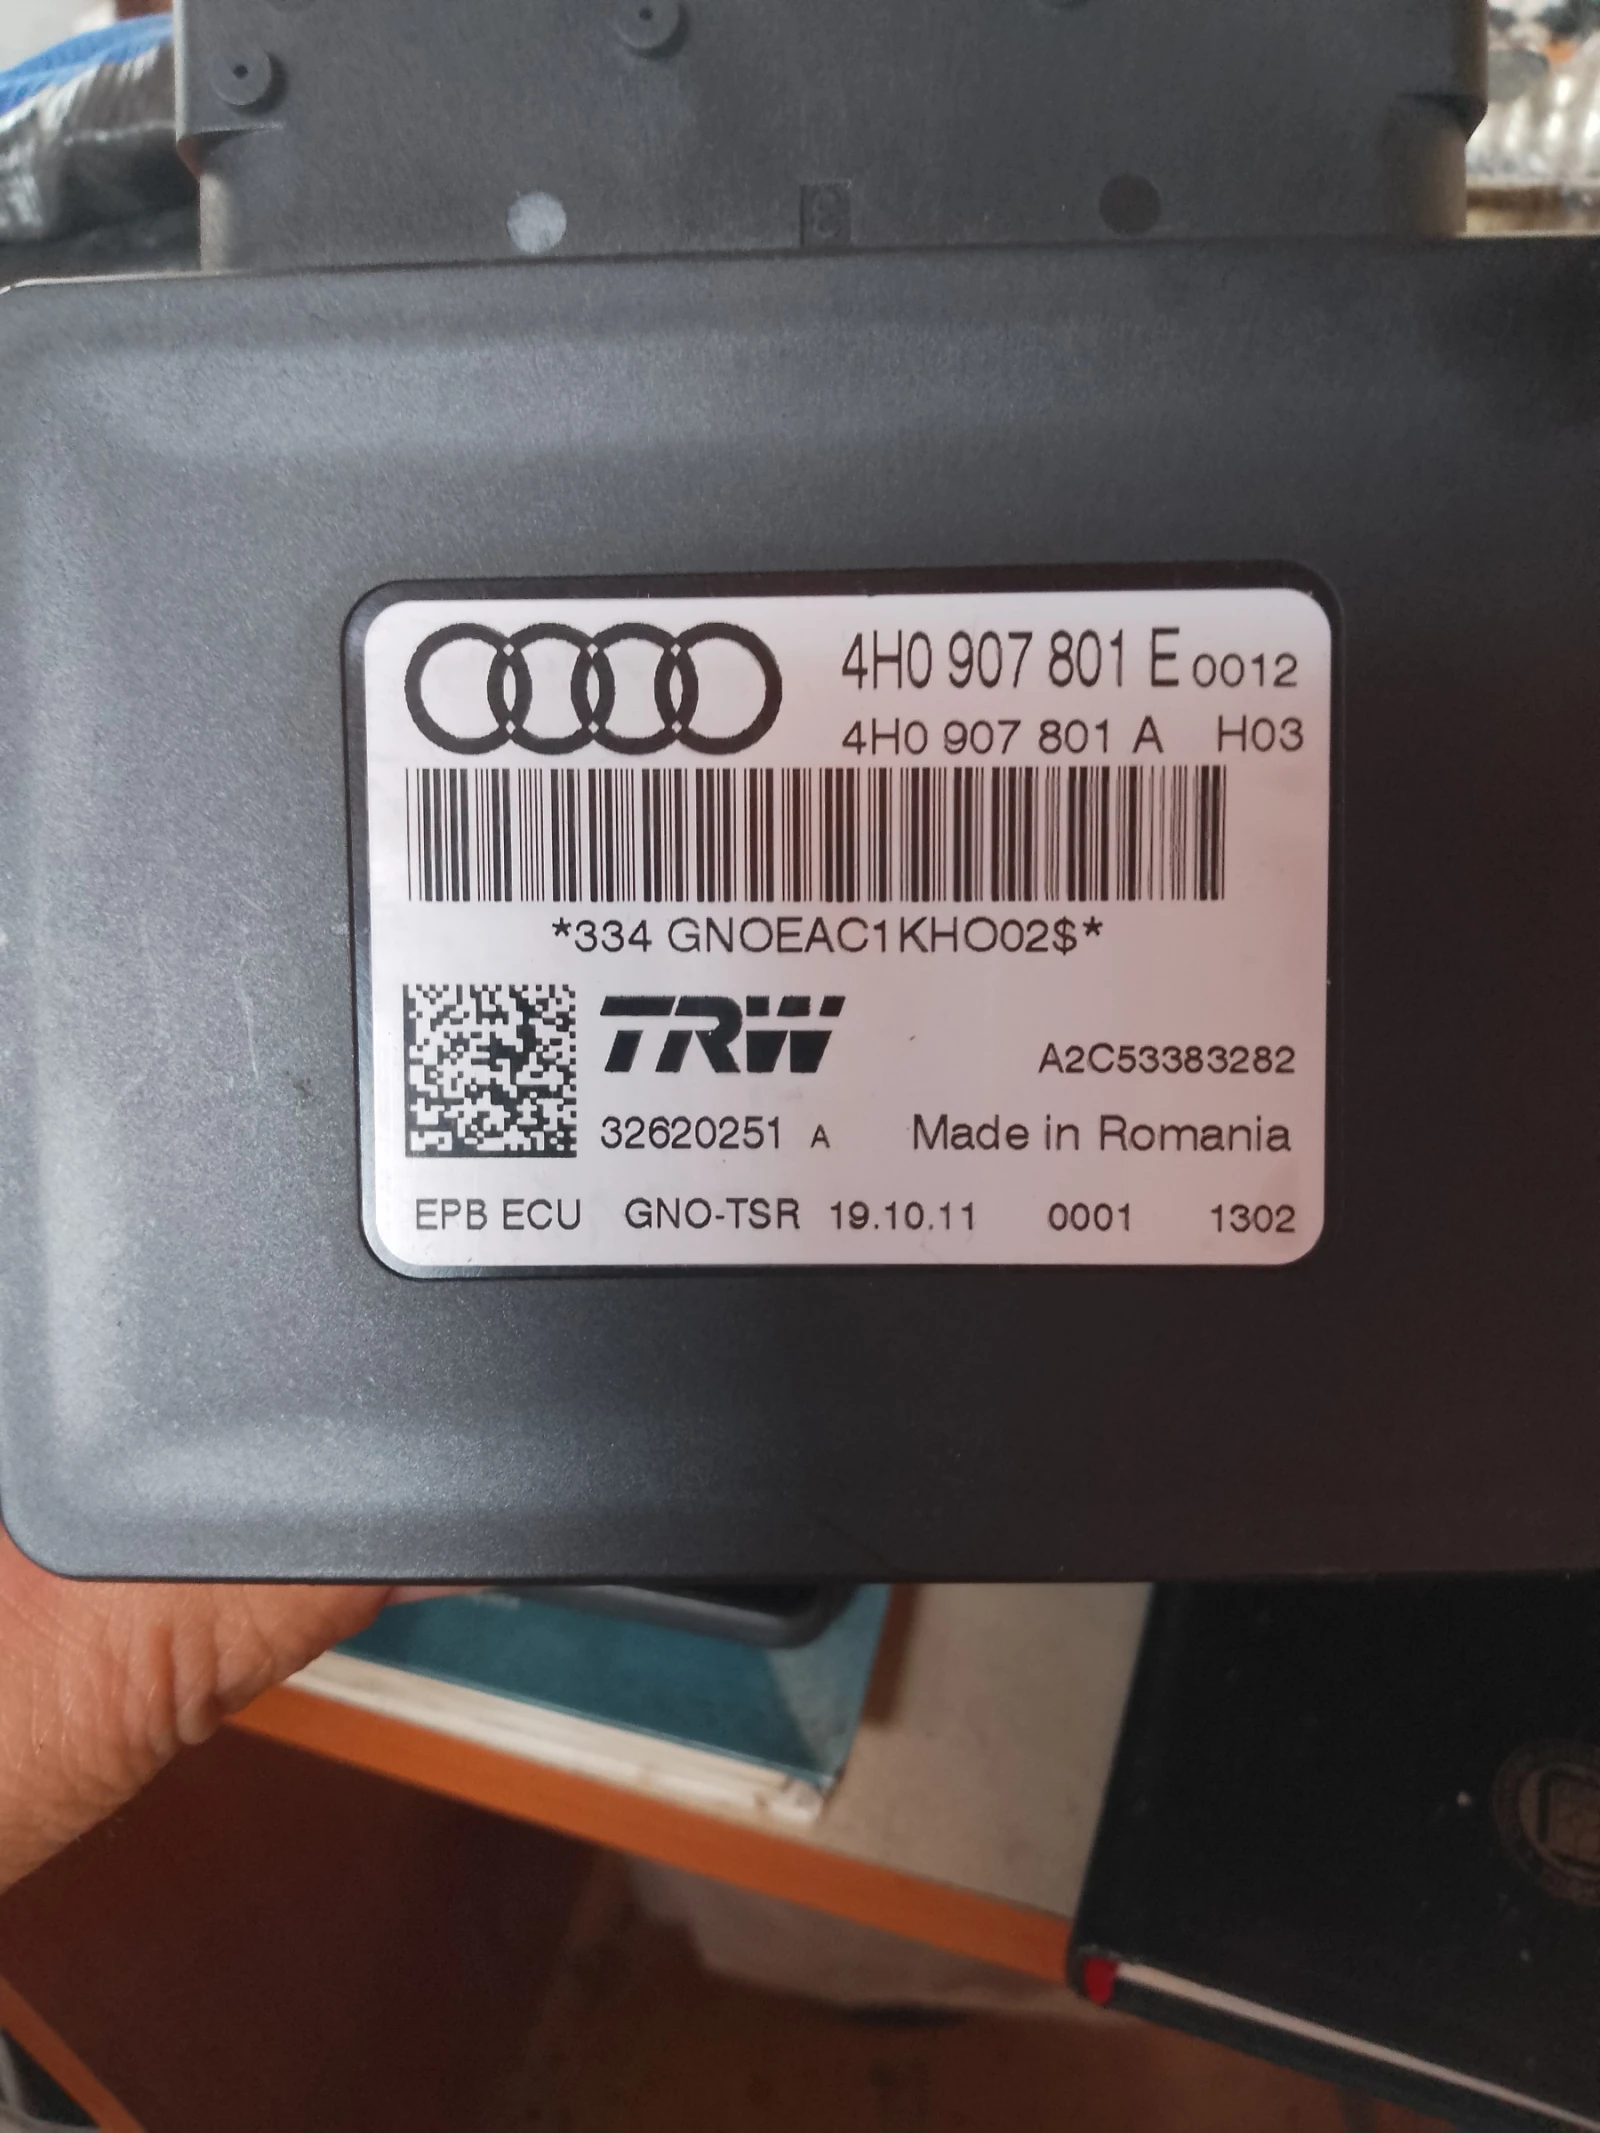 4H0 907 801 E 0012
4H0 907 801 A H03
*334 GNOEAC1KHO02$*
TRW
A2C53383282
32620251 A Made in Romania
EPB ECU GNO-TSR 19.10.11 0001 1302